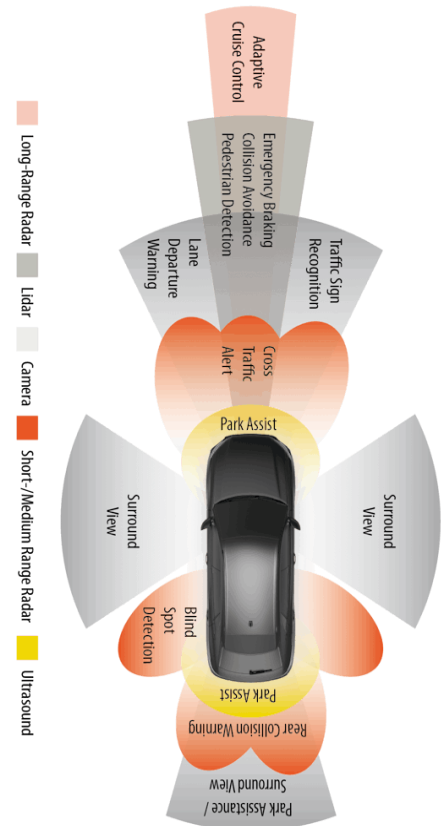 Adaptive
Cruise Control
Emergency Braking
Collision Avoidance
Pedestrian Detection
Traffic Sign
Recognition
Lane
Departure
Warning
Cross
Traffic
Alert
Park Assist
Surround
View
Surround
View
Blind
Spot
Detection
Park Assist
Rear Collision Warning
Park Assistance /
Surround View
Long-Range Radar
Lidar
Camera
Short-/Medium Range Radar
Ultrasound